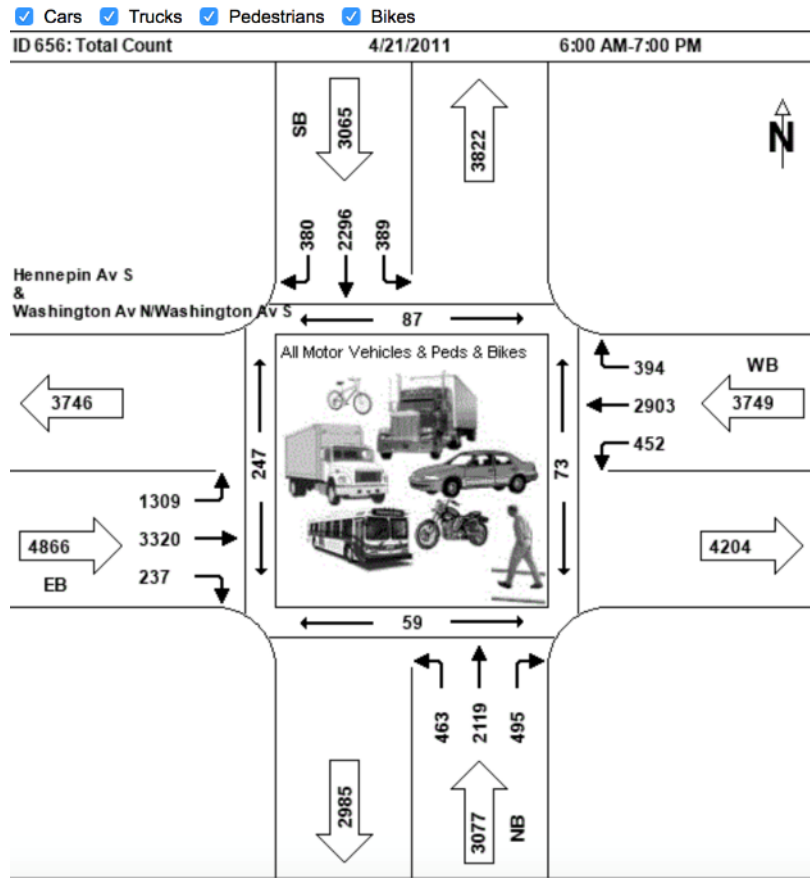 Cars Trucks Pedestrians Bikes
ID 656: Total Count 4/21/2011 6:00 AM-7:00 PM
SB
3065
3822
N
380
2296
389
Hennepin Av S
&
Washington Av N/Washington Av S
87
All Motor Vehicles & Peds & Bikes
394
WB
3746
2903
3749
452
247
73
1309
4866
3320
4204
EB
237
59
463
2119
495
2985
3077
NB